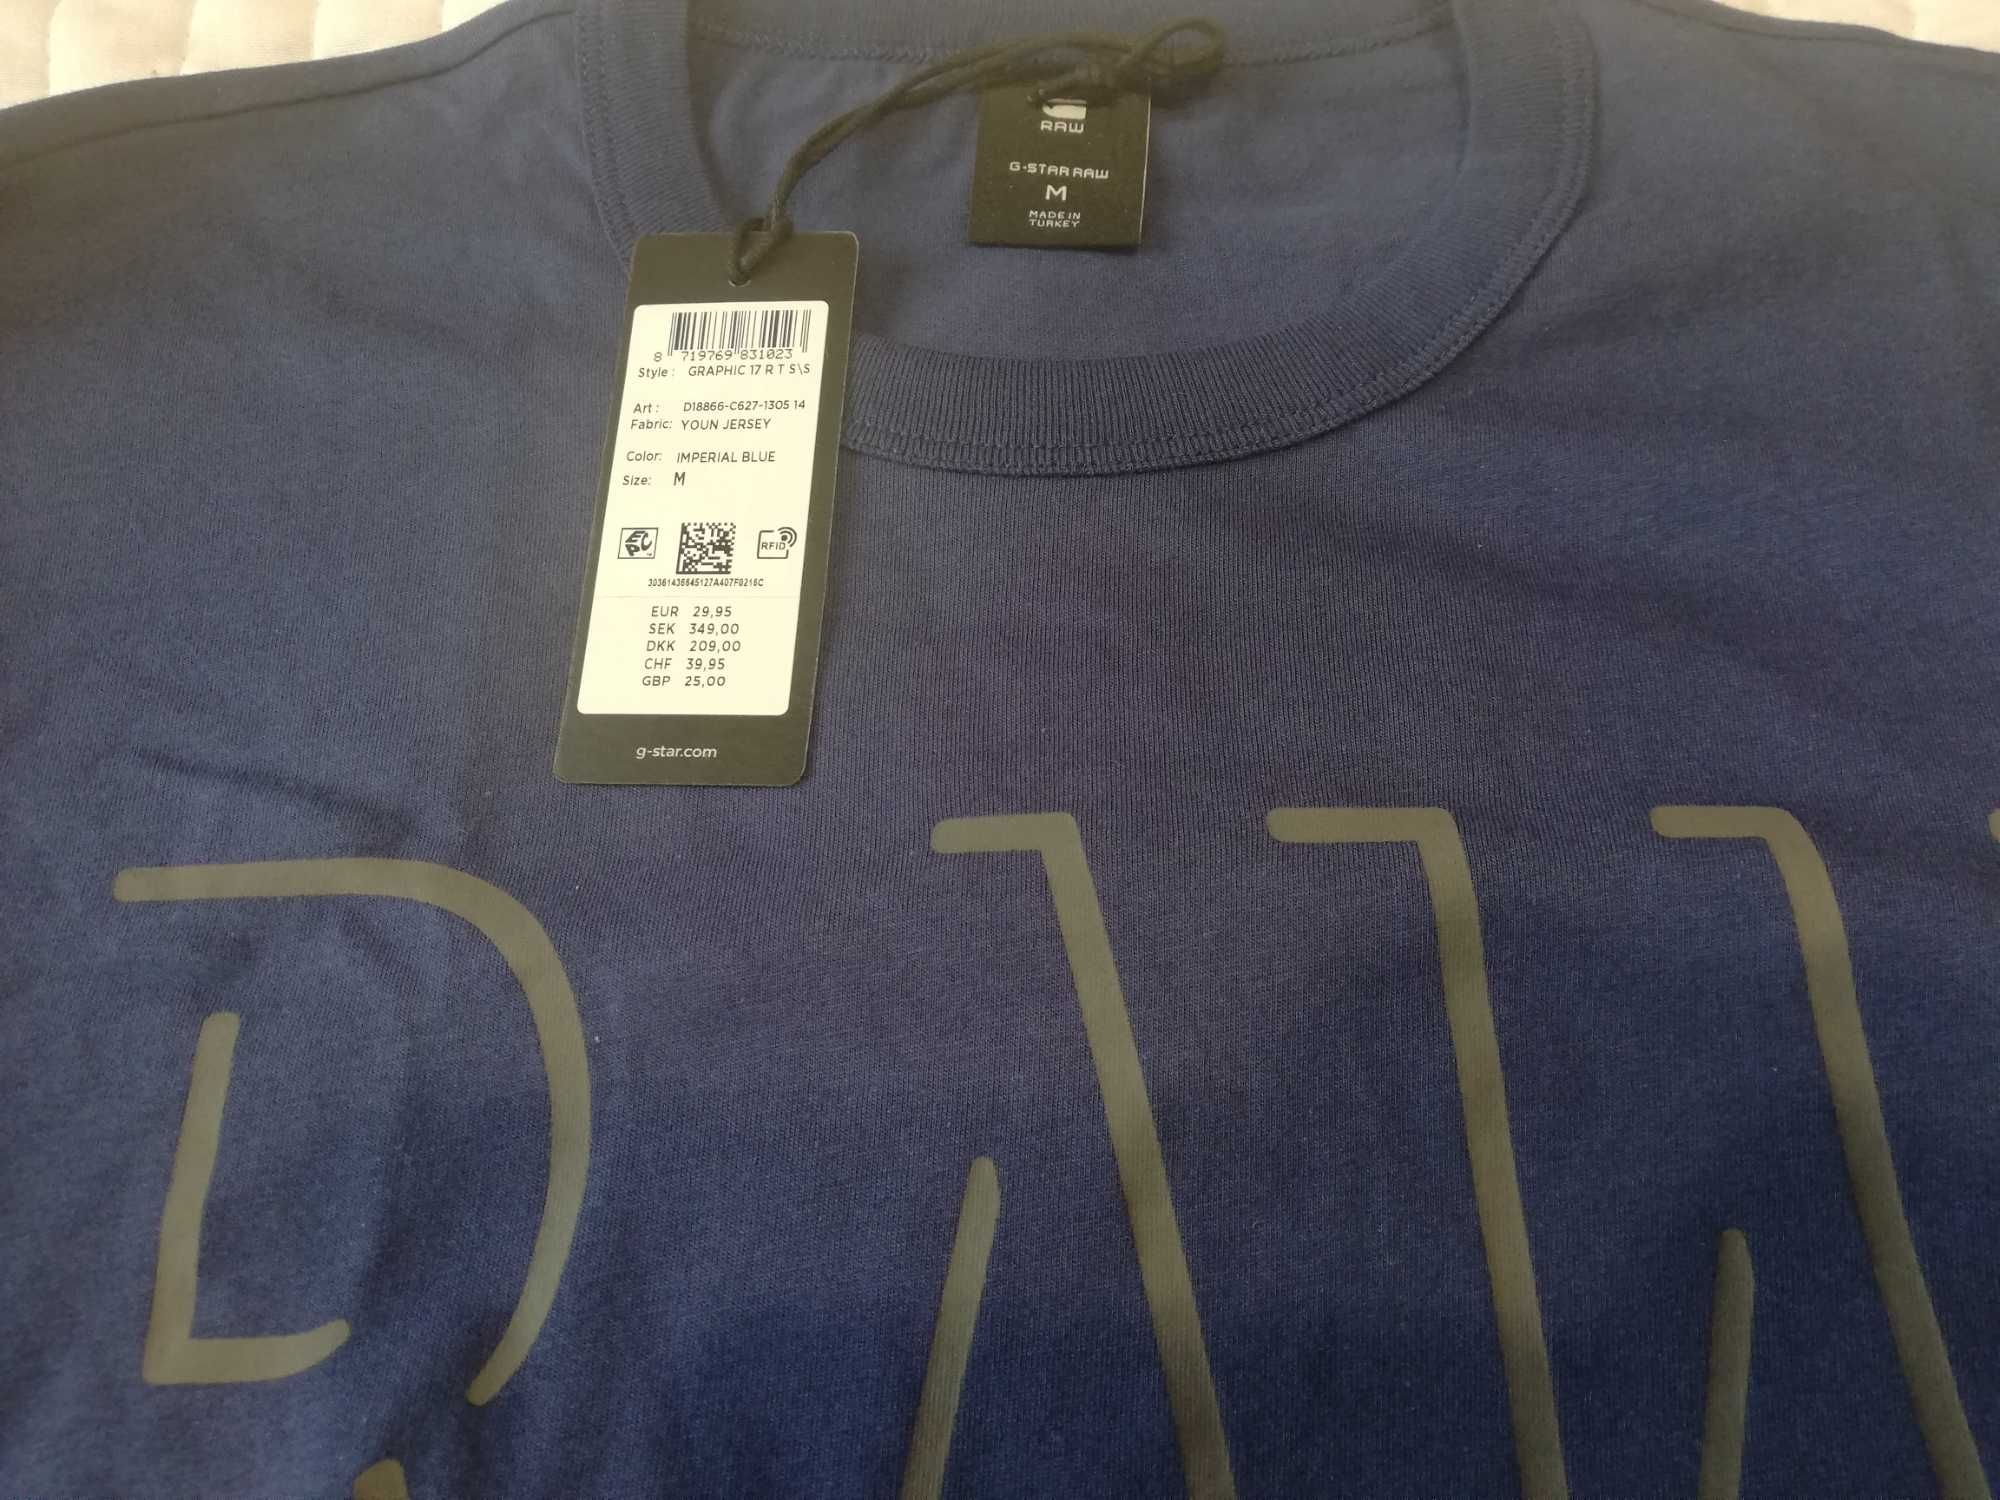 RAW
G-STAR RAW
M
MADE IN
TURKEY
8 719769 831023
Style : GRAPHIC 17 R T S\S
Art : D18866-C627-1305 14
Fabric: YOUN JERSEY
Color: IMPERIAL BLUE
Size: M
EPC
RFID
30361436645127A407F0216C
EUR 29,95
SEK 349,00
DKK 209,00
CHF 39,95
GBP 25,00
g-star.com
RAW